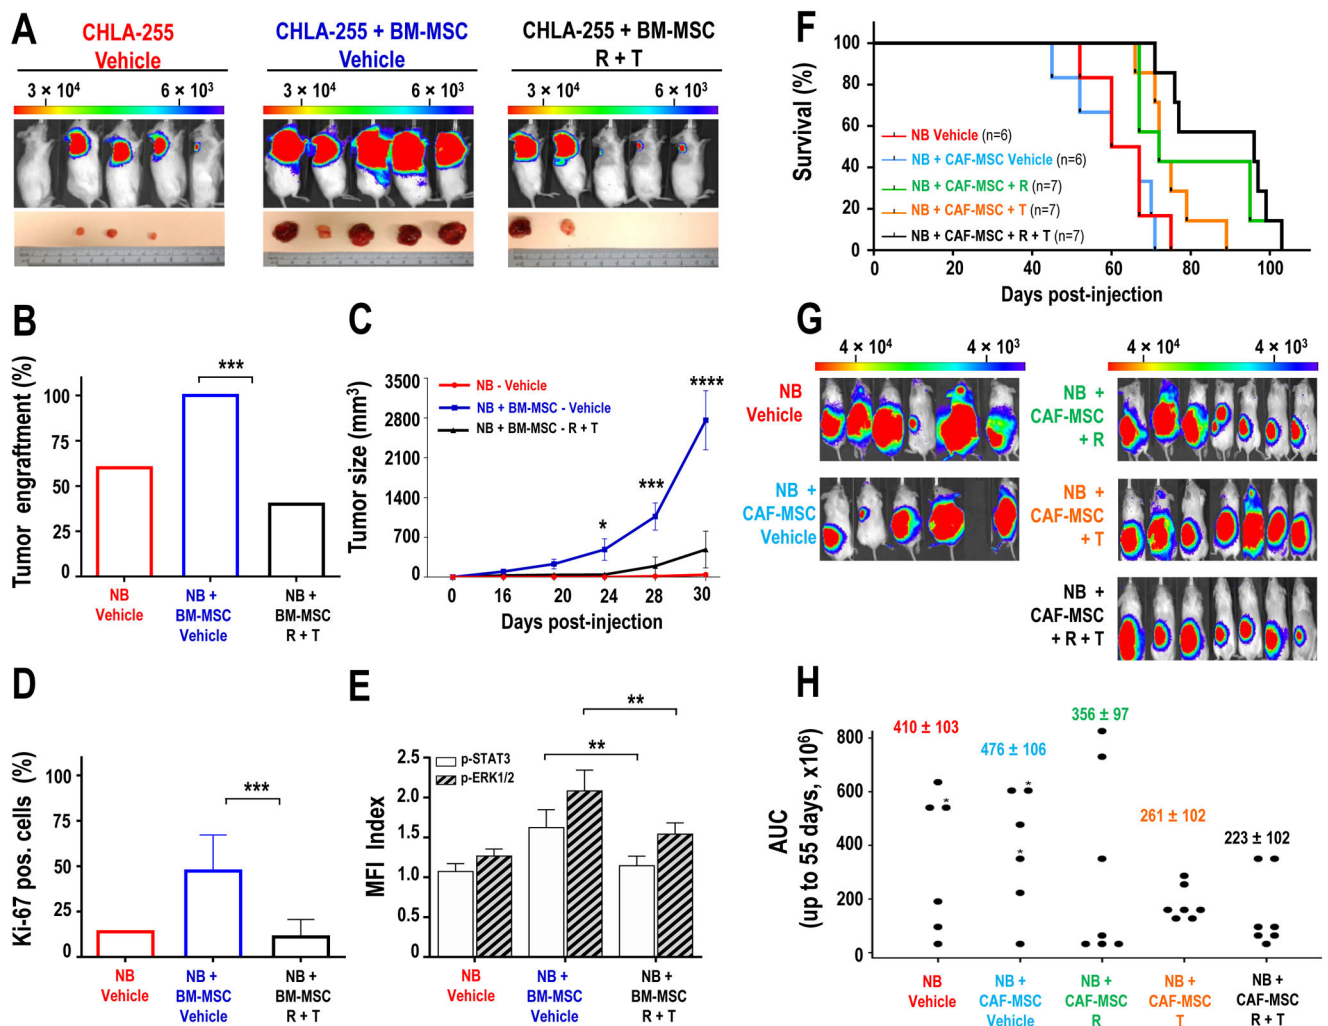 A
CHLA-255
Vehicle
CHLA-255 + BM-MSC
Vehicle
CHLA-255 + BM-MSC
R + T
3 × 10⁴ 6 × 10³
3 × 10⁴ 6 × 10³
3 × 10⁴ 6 × 10³
B
Tumor engraftment (%)
100
75
50
25
0
***
NB
Vehicle
NB +
BM-MSC
Vehicle
NB +
BM-MSC
R + T
C
Tumor size (mm³)
3500
2800
2100
1400
700
0
NB - Vehicle
NB + BM-MSC - Vehicle
NB + BM-MSC - R + T
*
***
****
0 16 20 24 28 30
Days post-injection
D
Ki-67 pos. cells (%)
100
75
50
25
0
***
NB
Vehicle
NB +
BM-MSC
Vehicle
NB +
BM-MSC
R + T
E
MFI Index
2.5
2.0
1.5
1.0
0.5
0.0
p-STAT3
p-ERK1/2
**
**
NB
Vehicle
NB +
BM-MSC
Vehicle
NB +
BM-MSC
R + T
F
Survival (%)
100
80
60
40
20
0
NB Vehicle (n=6)
NB + CAF-MSC Vehicle (n=6)
NB + CAF-MSC + R (n=7)
NB + CAF-MSC + T (n=7)
NB + CAF-MSC + R + T (n=7)
0 20 40 60 80 100
Days post-injection
G
4 × 10⁴ 4 × 10³
4 × 10⁴ 4 × 10³
NB
Vehicle
NB +
CAF-MSC
Vehicle
NB +
CAF-MSC
+ R
NB +
CAF-MSC
+ T
NB +
CAF-MSC
+ R + T
H
AUC
(up to 55 days, x10⁶)
800
600
400
200
0
410 ± 103
476 ± 106
356 ± 97
261 ± 102
223 ± 102
*
*
*
NB
Vehicle
NB +
CAF-MSC
Vehicle
NB +
CAF-MSC
R
NB +
CAF-MSC
T
NB +
CAF-MSC
R + T